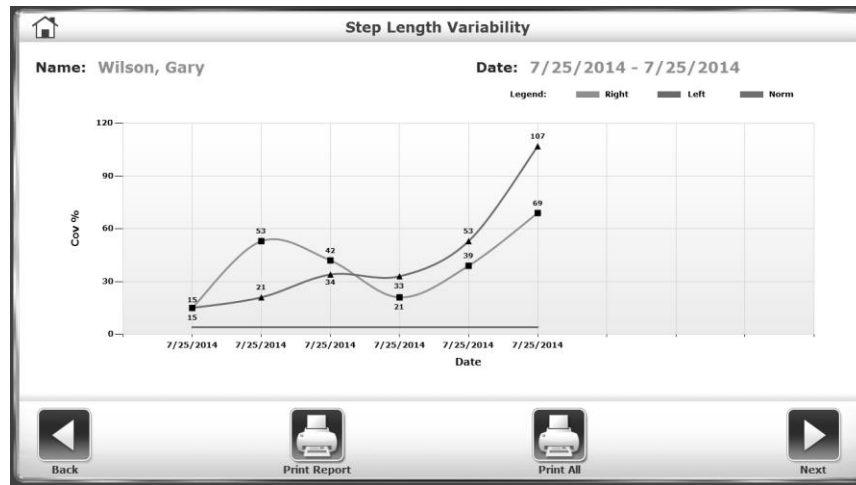 Step Length Variability
Name: Wilson, Gary
Date: 7/25/2014 - 7/25/2014
Legend: Right Left Norm
120
107
90
Cov %
69
60
53
53
42
39
34
33
30
21
21
15
15
0
7/25/2014 7/25/2014 7/25/2014 7/25/2014 7/25/2014 7/25/2014
Date
Back
Print Report
Print All
Next